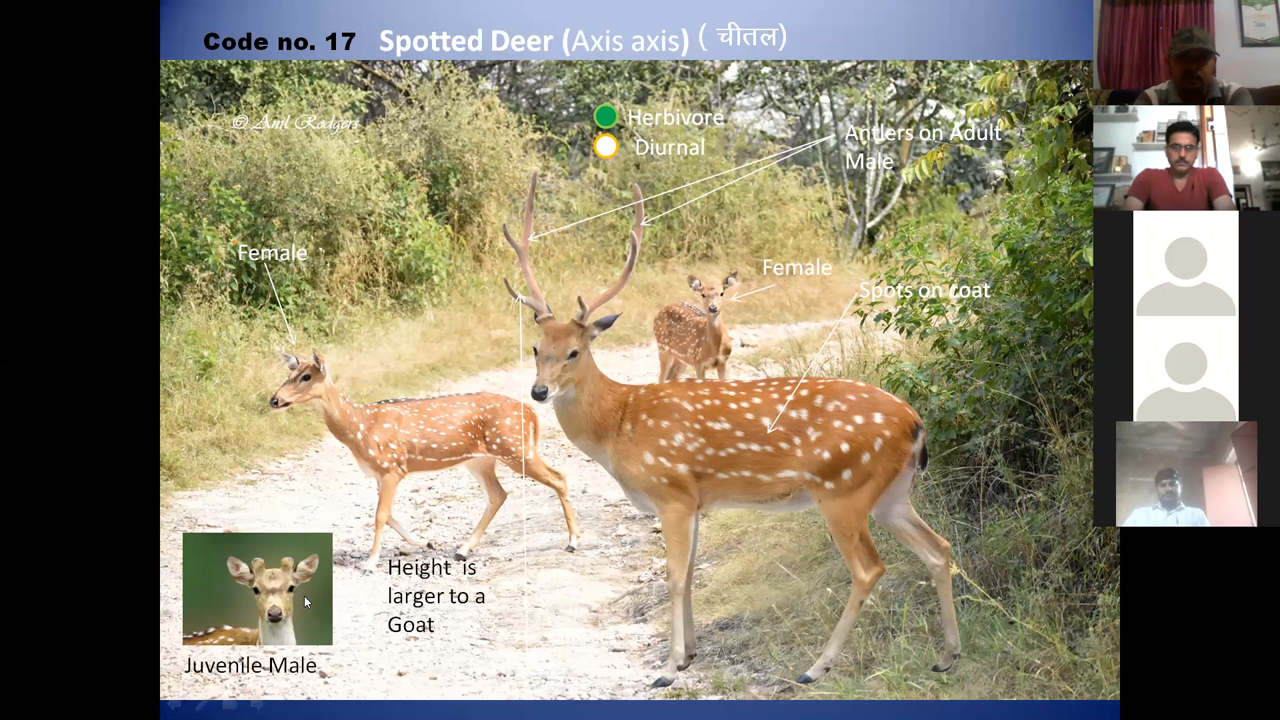 Code no. 17 Spotted Deer (Axis axis) ( चीतल)
© Anil Rodgers
Herbivore
Diurnal
Antlers on Adult
Male
Female
Female
Spots on coat
Height is
larger to a
Goat
Juvenile Male